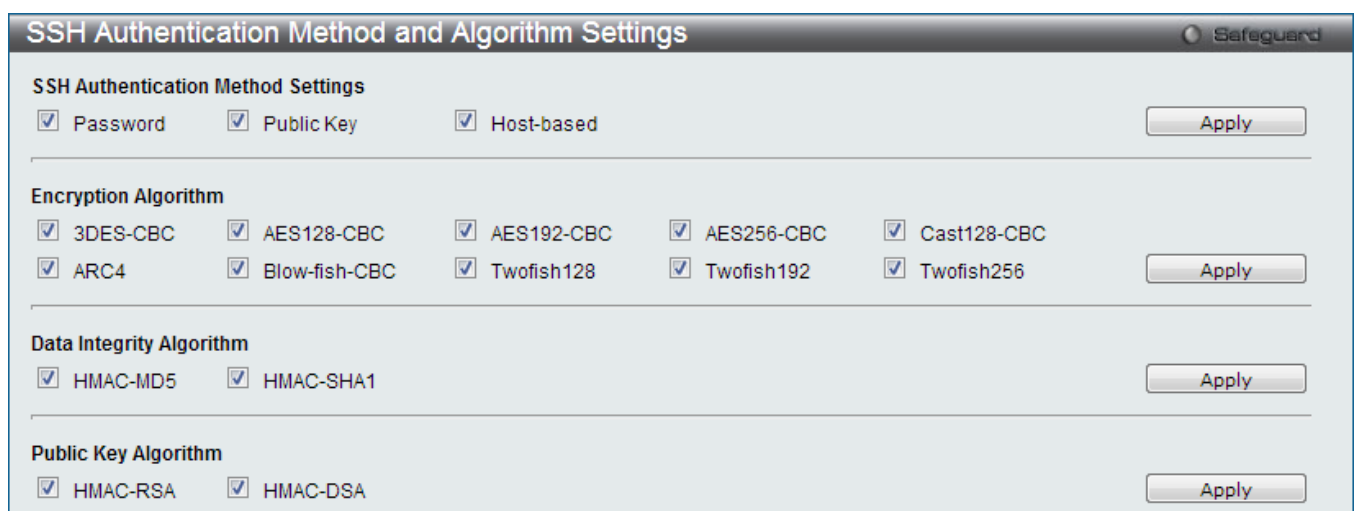 SSH Authentication Method and Algorithm Settings Safeguard
SSH Authentication Method Settings
Password Public Key Host-based Apply
Encryption Algorithm
3DES-CBC AES128-CBC AES192-CBC AES256-CBC Cast128-CBC
ARC4 Blow-fish-CBC Twofish128 Twofish192 Twofish256 Apply
Data Integrity Algorithm
HMAC-MD5 HMAC-SHA1 Apply
Public Key Algorithm
HMAC-RSA HMAC-DSA Apply